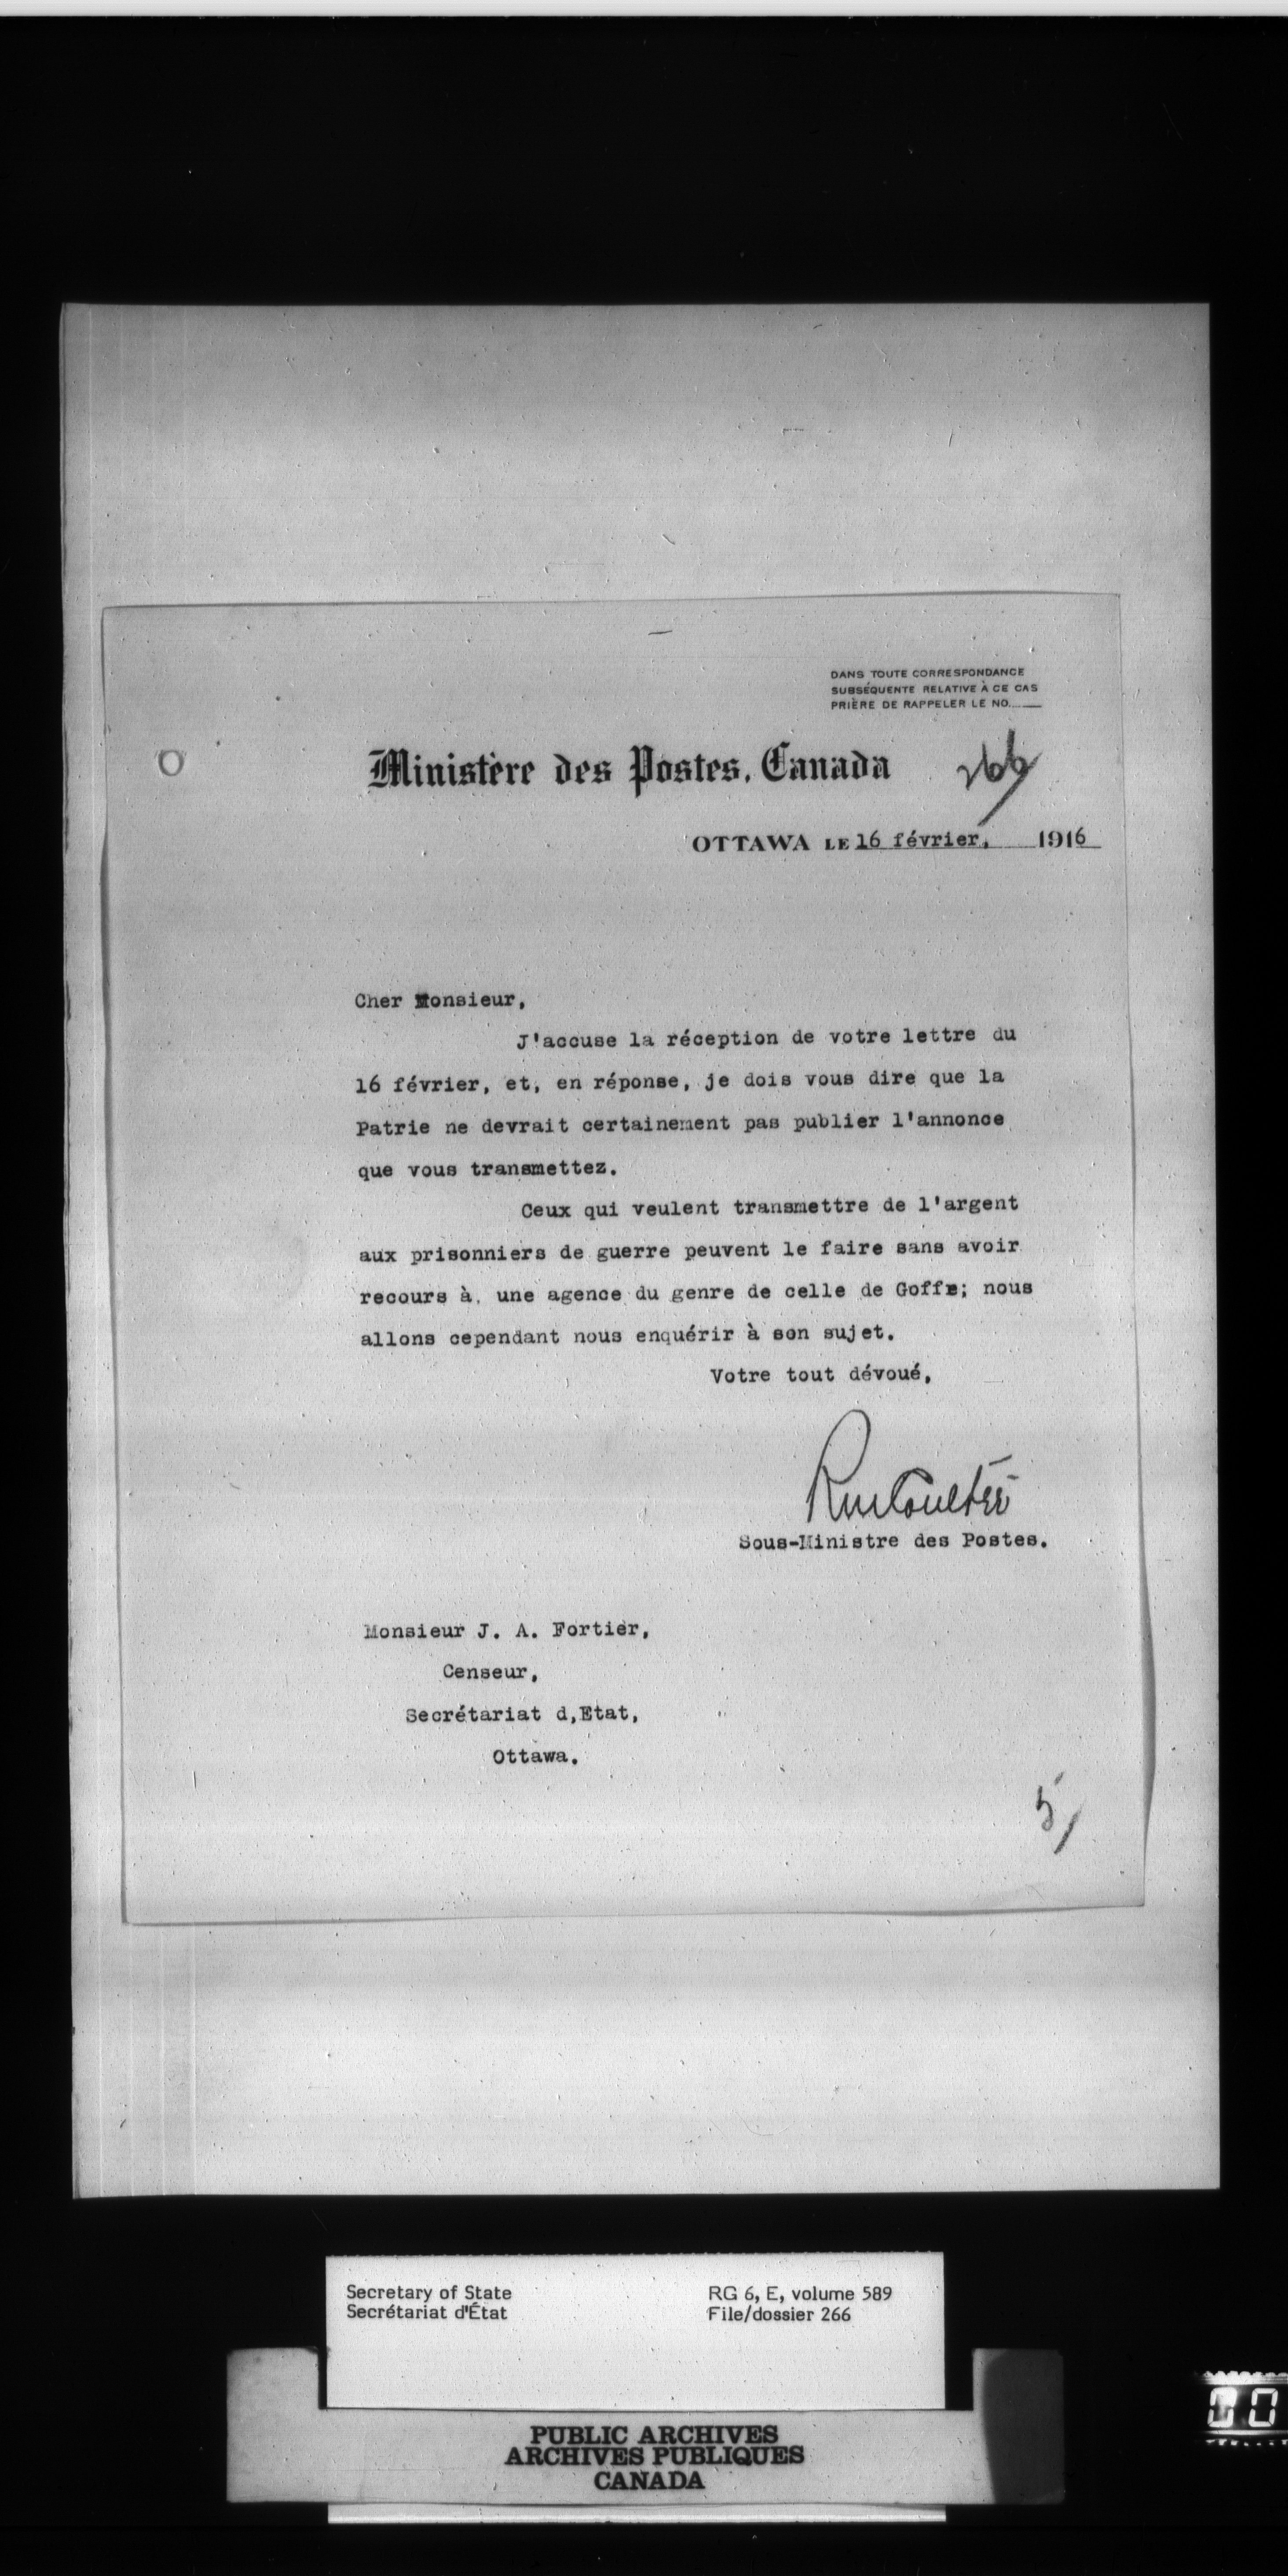 DANS TOUTE CORRESPONDANCE
SUBSÉQUENTE RELATIVE À CE CAS
PRIÈRE DE RAPPELER LE NO.
Ministère des Postes, Canada
266
OTTAWA LE 16 février, 1916
Cher Monsieur,
J'accuse la réception de votre lettre du
16 février, et, en réponse, je dois vous dire que la
Patrie ne devrait certainement pas publier l'annonce
que vous transmettez.
Ceux qui veulent transmettre de l'argent
aux prisonniers de guerre peuvent le faire sans avoir
recours à, une agence du genre de celle de Goffe; nous
allons cependant nous enquérir à son sujet.
Votre tout dévoué,
RmCoulter
Sous-Ministre des Postes.
Monsieur J. A. Fortier,
Censeur,
Secrétariat d,Etat,
Ottawa.
5/
Secretary of State
Secrétariat d'État
RG 6, E, volume 589
File/dossier 266
PUBLIC ARCHIVES
ARCHIVES PUBLIQUES
CANADA
00